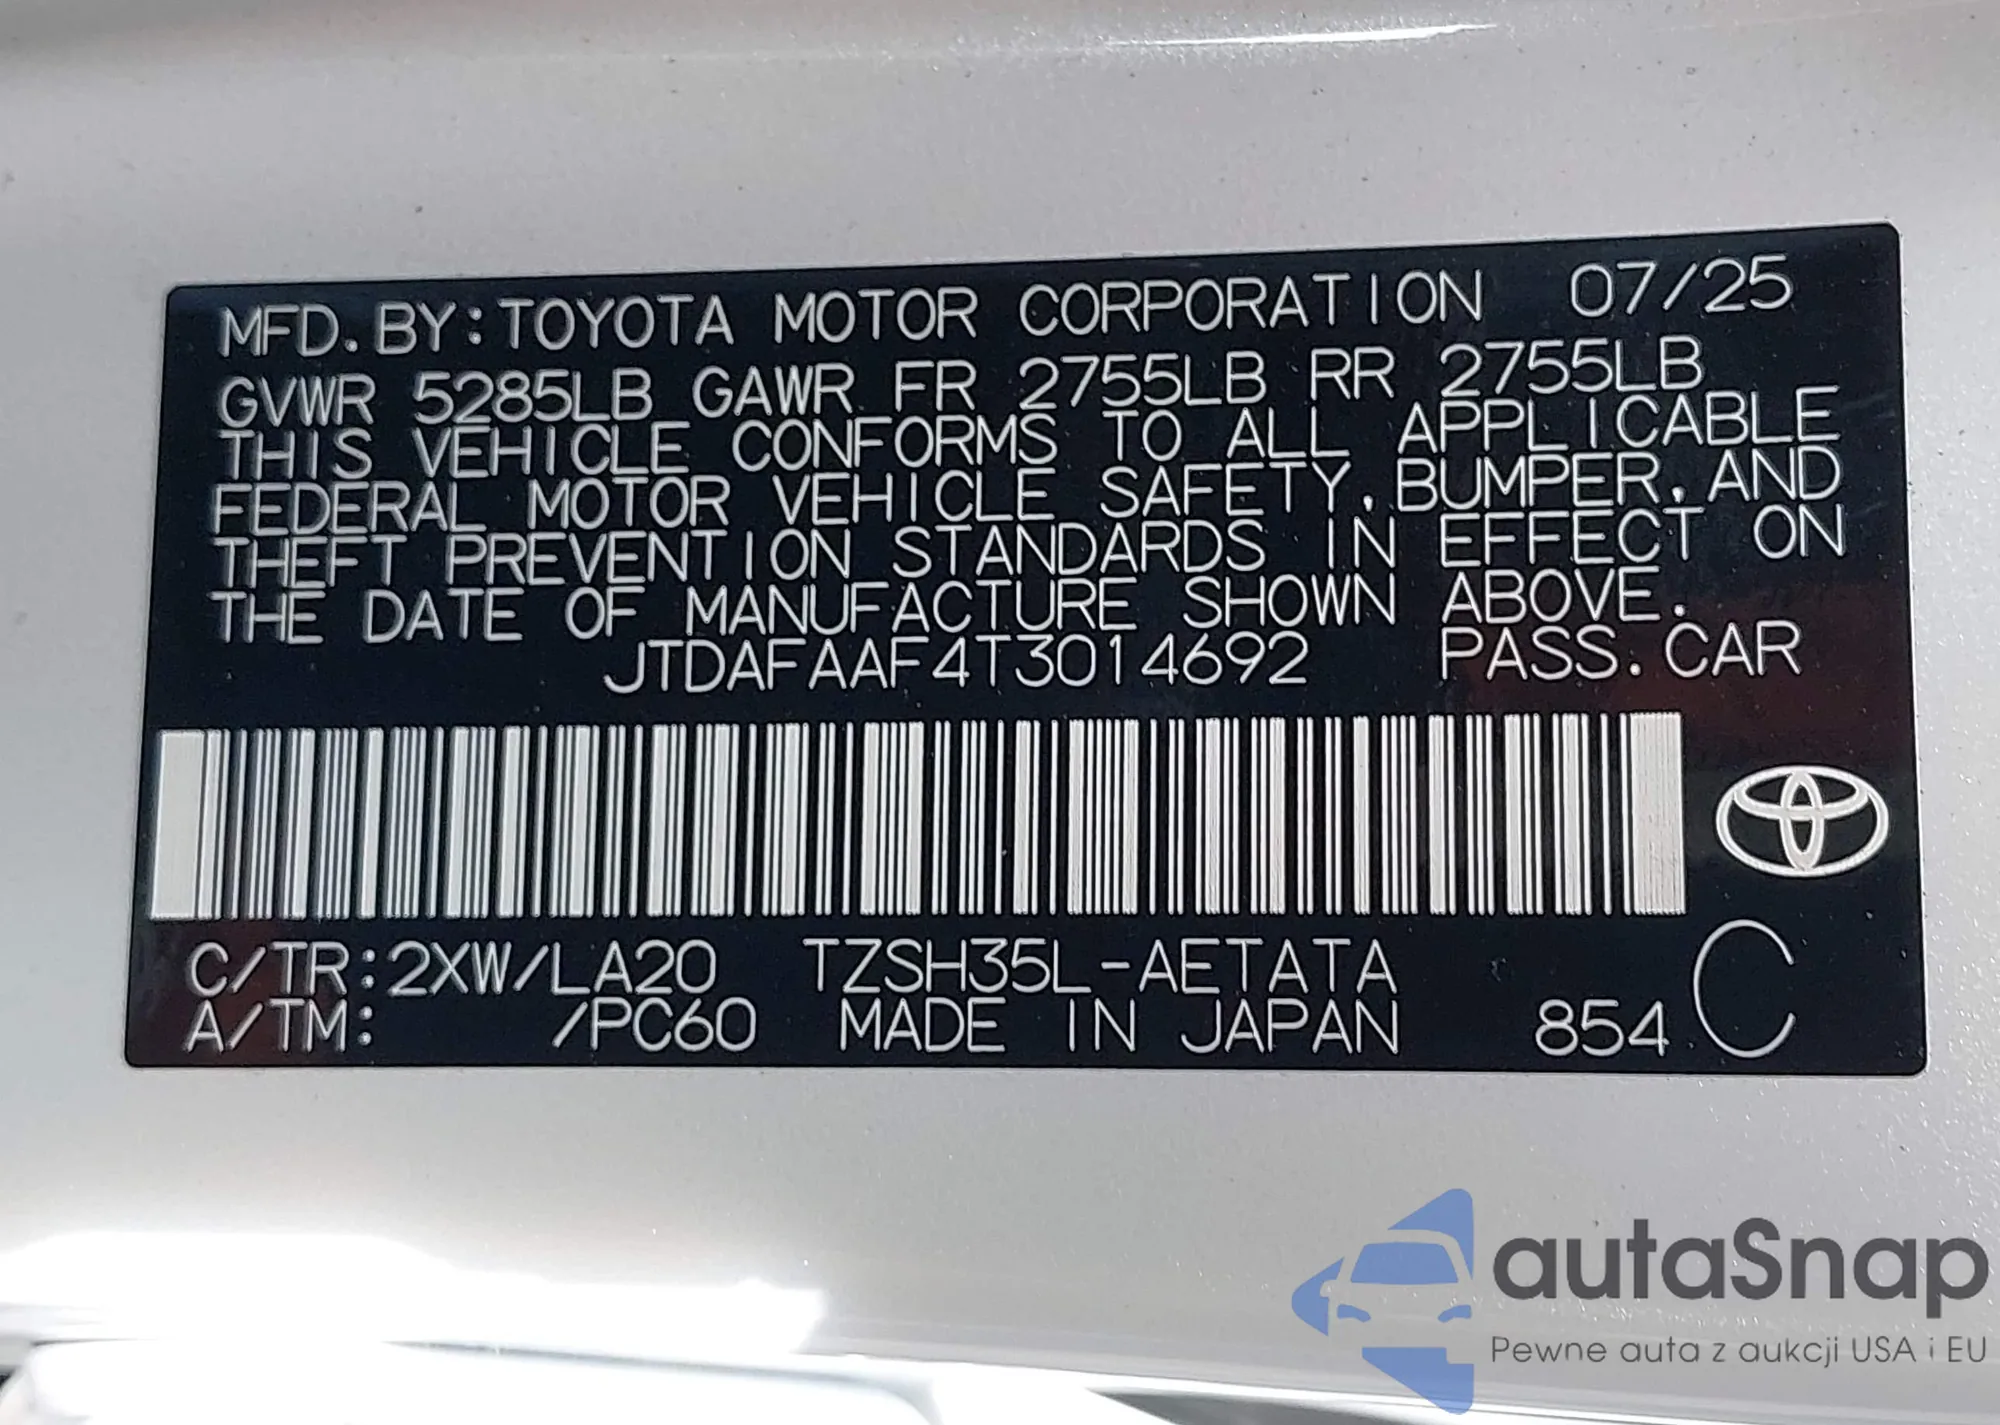 MFD. BY: TOYOTA MOTOR CORPORATION 07/25
GVWR 5285LB GAWR FR 2755LB RR 2755LB
THIS VEHICLE CONFORMS TO ALL APPLICABLE
FEDERAL MOTOR VEHICLE SAFETY, BUMPER, AND
THEFT PREVENTION STANDARDS IN EFFECT ON
THE DATE OF MANUFACTURE SHOWN ABOVE.
JTDAFAAF4T3014692 PASS. CAR
C/TR: 2XW/LA20 TZSH35L-AETATA
A/TM: /PC60 MADE IN JAPAN 854 C
autaSnap
Pewne auta z aukcji USA i EU